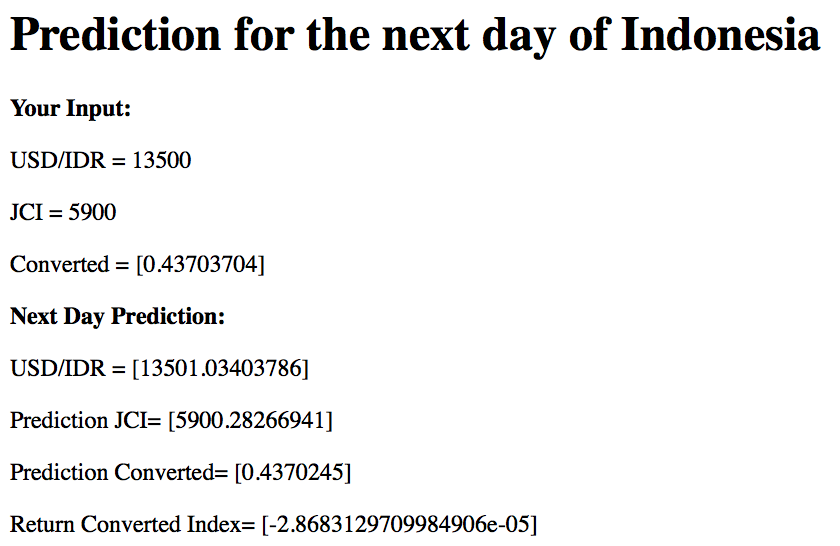 Prediction for the next day of Indonesia
Your Input:
USD/IDR = 13500
JCI = 5900
Converted = [0.43703704]
Next Day Prediction:
USD/IDR = [13501.03403786]
Prediction JCI= [5900.28266941]
Prediction Converted= [0.4370245]
Return Converted Index= [-2.8683129709984906e-05]